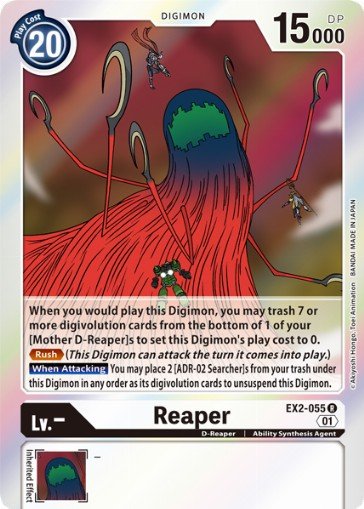 Play Cost
20
DIGIMON
15000
DP
©Akiyoshi Hongo, Toei Animation BANDAI MADE IN JAPAN
When you would play this Digimon, you may trash 7 or
more digivolution cards from the bottom of 1 of your
[Mother D-Reaper]s to set this Digimon's play cost to 0.
Rush (This Digimon can attack the turn it comes into play.)
When Attacking You may place 2 [ADR-02 Searcher]s from your trash under
this Digimon in any order as its digivolution cards to unsuspend this Digimon.
Lv.–
Reaper
EX2-055 R
01
D-Reaper | Ability Synthesis Agent
Inherited Effect
–